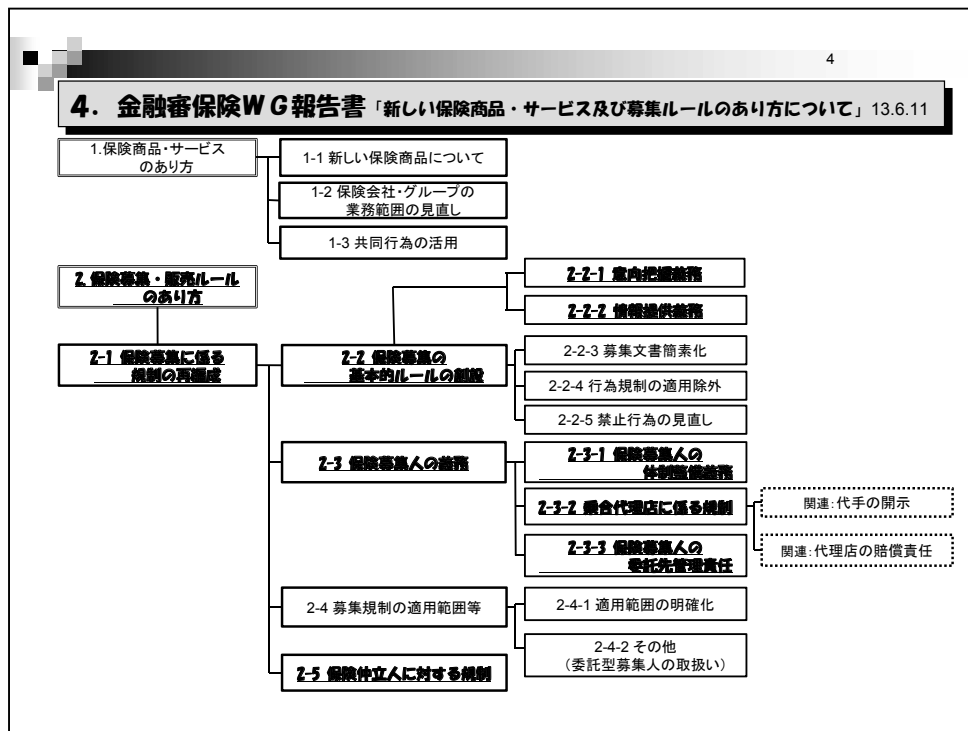 4
4. 金融審保険WG報告書「新しい保険商品・サービス及び募集ルールのあり方について」13.6.11
1.保険商品・サービス
のあり方
1-1 新しい保険商品について
1-2 保険会社・グループの
業務範囲の見直し
1-3 共同行為の活用
2.保険募集・販売ルール
のあり方
2-1 保険募集に係る
規制の再編成
2-2 保険募集の
基本的ルールの創設
2-2-1 意向把握義務
2-2-2 情報提供義務
2-2-3 募集文書簡素化
2-2-4 行為規制の適用除外
2-2-5 禁止行為の見直し
2-3 保険募集人の義務
2-3-1 保険募集人の
体制整備義務
2-3-2 乗合代理店に係る規制
関連:代手の開示
関連:代理店の賠償責任
2-3-3 保険募集人の
委託先管理責任
2-4 募集規制の適用範囲等
2-4-1 適用範囲の明確化
2-4-2 その他
(委託型募集人の取扱い)
2-5 保険仲立人に対する規制